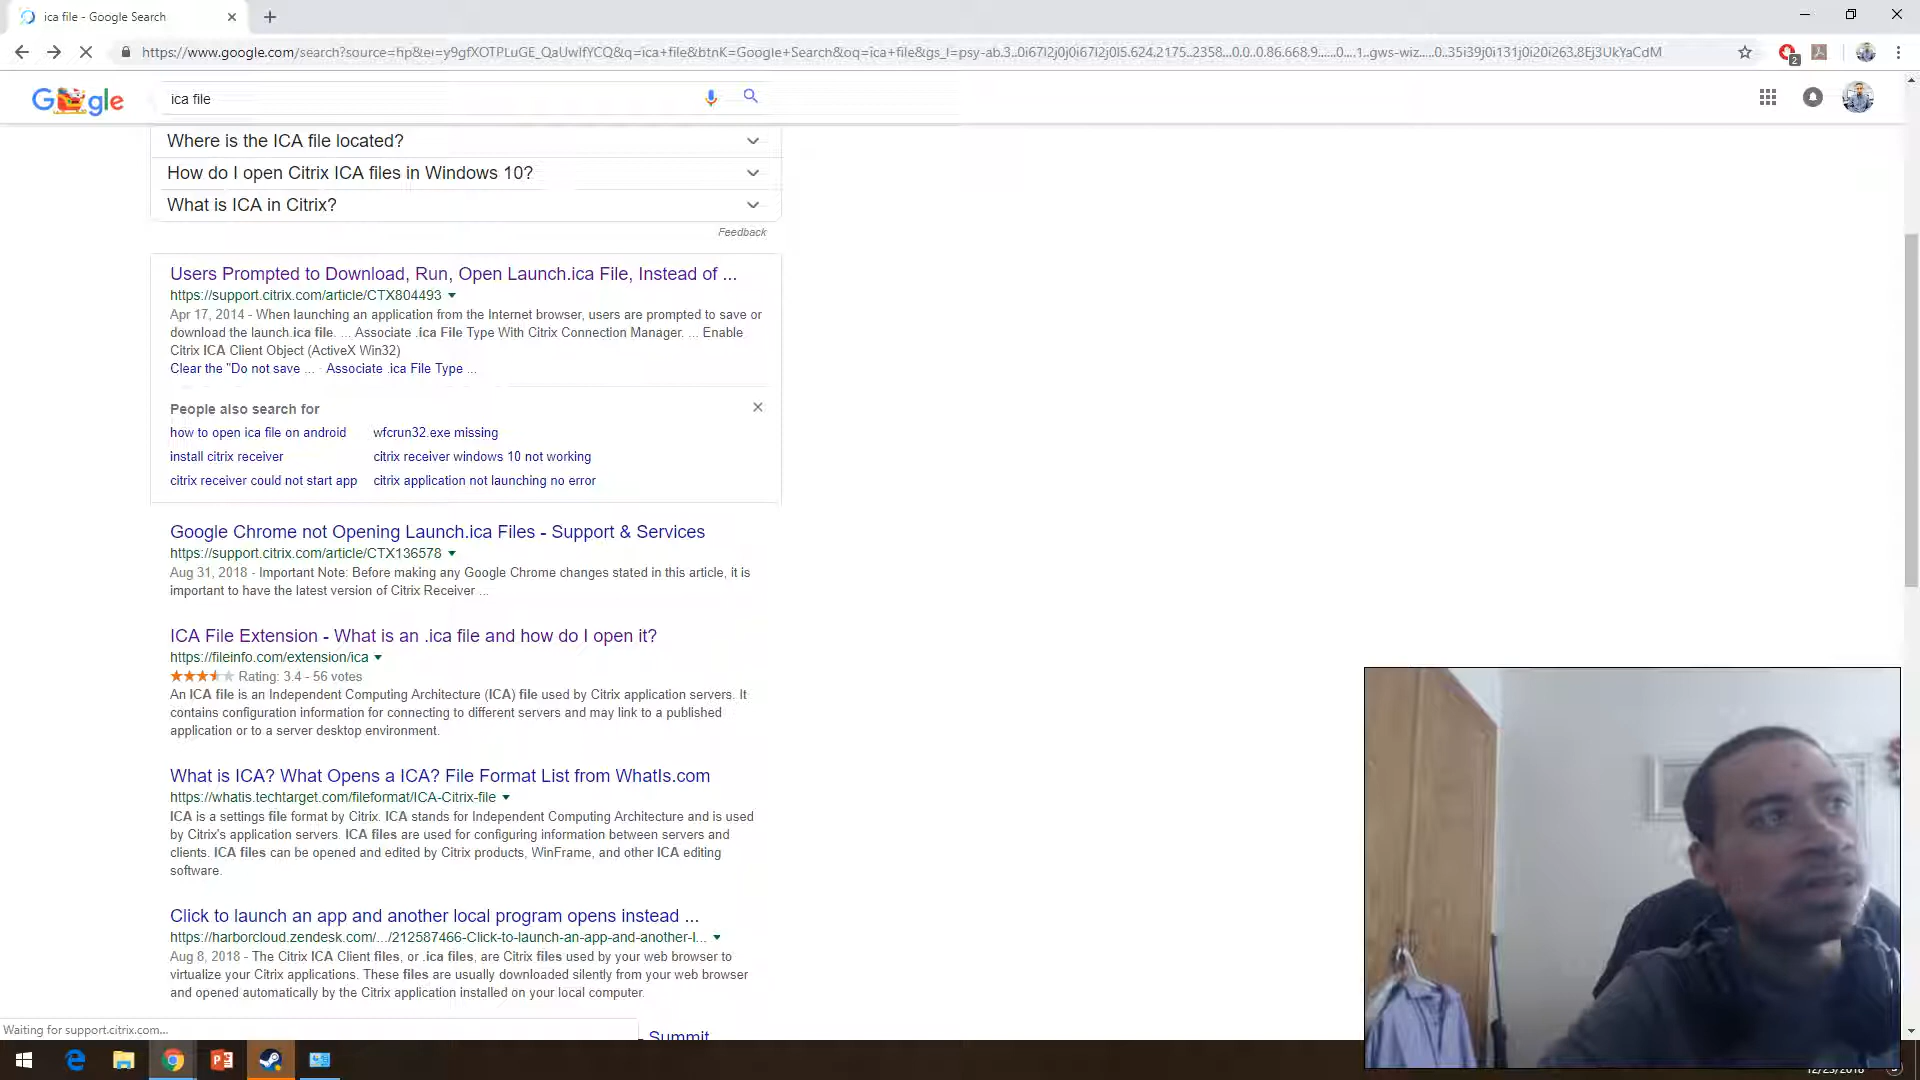 ica file - Google Search
https://www.google.com/search?source=hp&ei=y9gfXOTPLuGE_QaUwIfYCQ&q=ica+file&btnK=Google+Search&oq=ica+file&gs_l=psy-ab.3..0i67l2j0j0i67l2j0l5.624.2175..2358...0.0..0.86.668.9......0....1..gws-wiz.....0..35i39j0i131j0i20i263.8Ej3UkYaCdM
2
ica file
Where is the ICA file located?
How do I open Citrix ICA files in Windows 10?
What is ICA in Citrix?
Feedback
Users Prompted to Download, Run, Open Launch.ica File, Instead of ...
https://support.citrix.com/article/CTX804493
Apr 17, 2014 - When launching an application from the Internet browser, users are prompted to save or
download the launch.ica file. ... Associate .ica File Type With Citrix Connection Manager. ... Enable
Citrix ICA Client Object (ActiveX Win32)
Clear the "Do not save ... · Associate .ica File Type ...
People also search for
how to open ica file on android wfcrun32.exe missing
install citrix receiver citrix receiver windows 10 not working
citrix receiver could not start app citrix application not launching no error
Google Chrome not Opening Launch.ica Files - Support & Services
https://support.citrix.com/article/CTX136578
Aug 31, 2018 - Important Note: Before making any Google Chrome changes stated in this article, it is
important to have the latest version of Citrix Receiver ...
ICA File Extension - What is an .ica file and how do I open it?
https://fileinfo.com/extension/ica
Rating: 3.4 - 56 votes
An ICA file is an Independent Computing Architecture (ICA) file used by Citrix application servers. It
contains configuration information for connecting to different servers and may link to a published
application or to a server desktop environment.
What is ICA? What Opens a ICA? File Format List from WhatIs.com
https://whatis.techtarget.com/fileformat/ICA-Citrix-file
ICA is a settings file format by Citrix. ICA stands for Independent Computing Architecture and is used
by Citrix's application servers. ICA files are used for configuring information between servers and
clients. ICA files can be opened and edited by Citrix products, WinFrame, and other ICA editing
software.
Click to launch an app and another local program opens instead ...
https://harborcloud.zendesk.com/.../212587466-Click-to-launch-an-app-and-another-l...
Aug 8, 2018 - The Citrix ICA Client files, or .ica files, are Citrix files used by your web browser to
virtualize your Citrix applications. These files are usually downloaded silently from your web browser
and opened automatically by the Citrix application installed on your local computer.
Waiting for support.citrix.com...
Summit